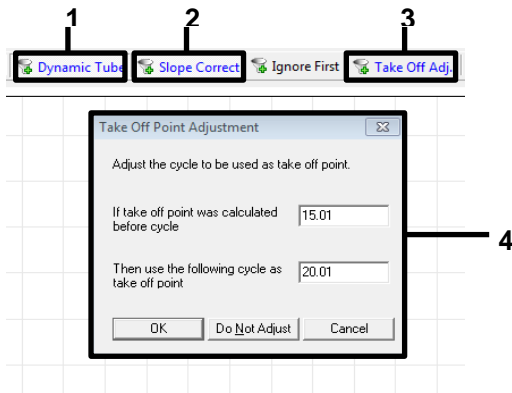 1 2 3
Dynamic Tube Slope Correct Ignore First Take Off Adj.
Take Off Point Adjustment
Adjust the cycle to be used as take off point.
If take off point was calculated
before cycle
15.01
4
Then use the following cycle as
take off point
20.01
OK Do Not Adjust Cancel